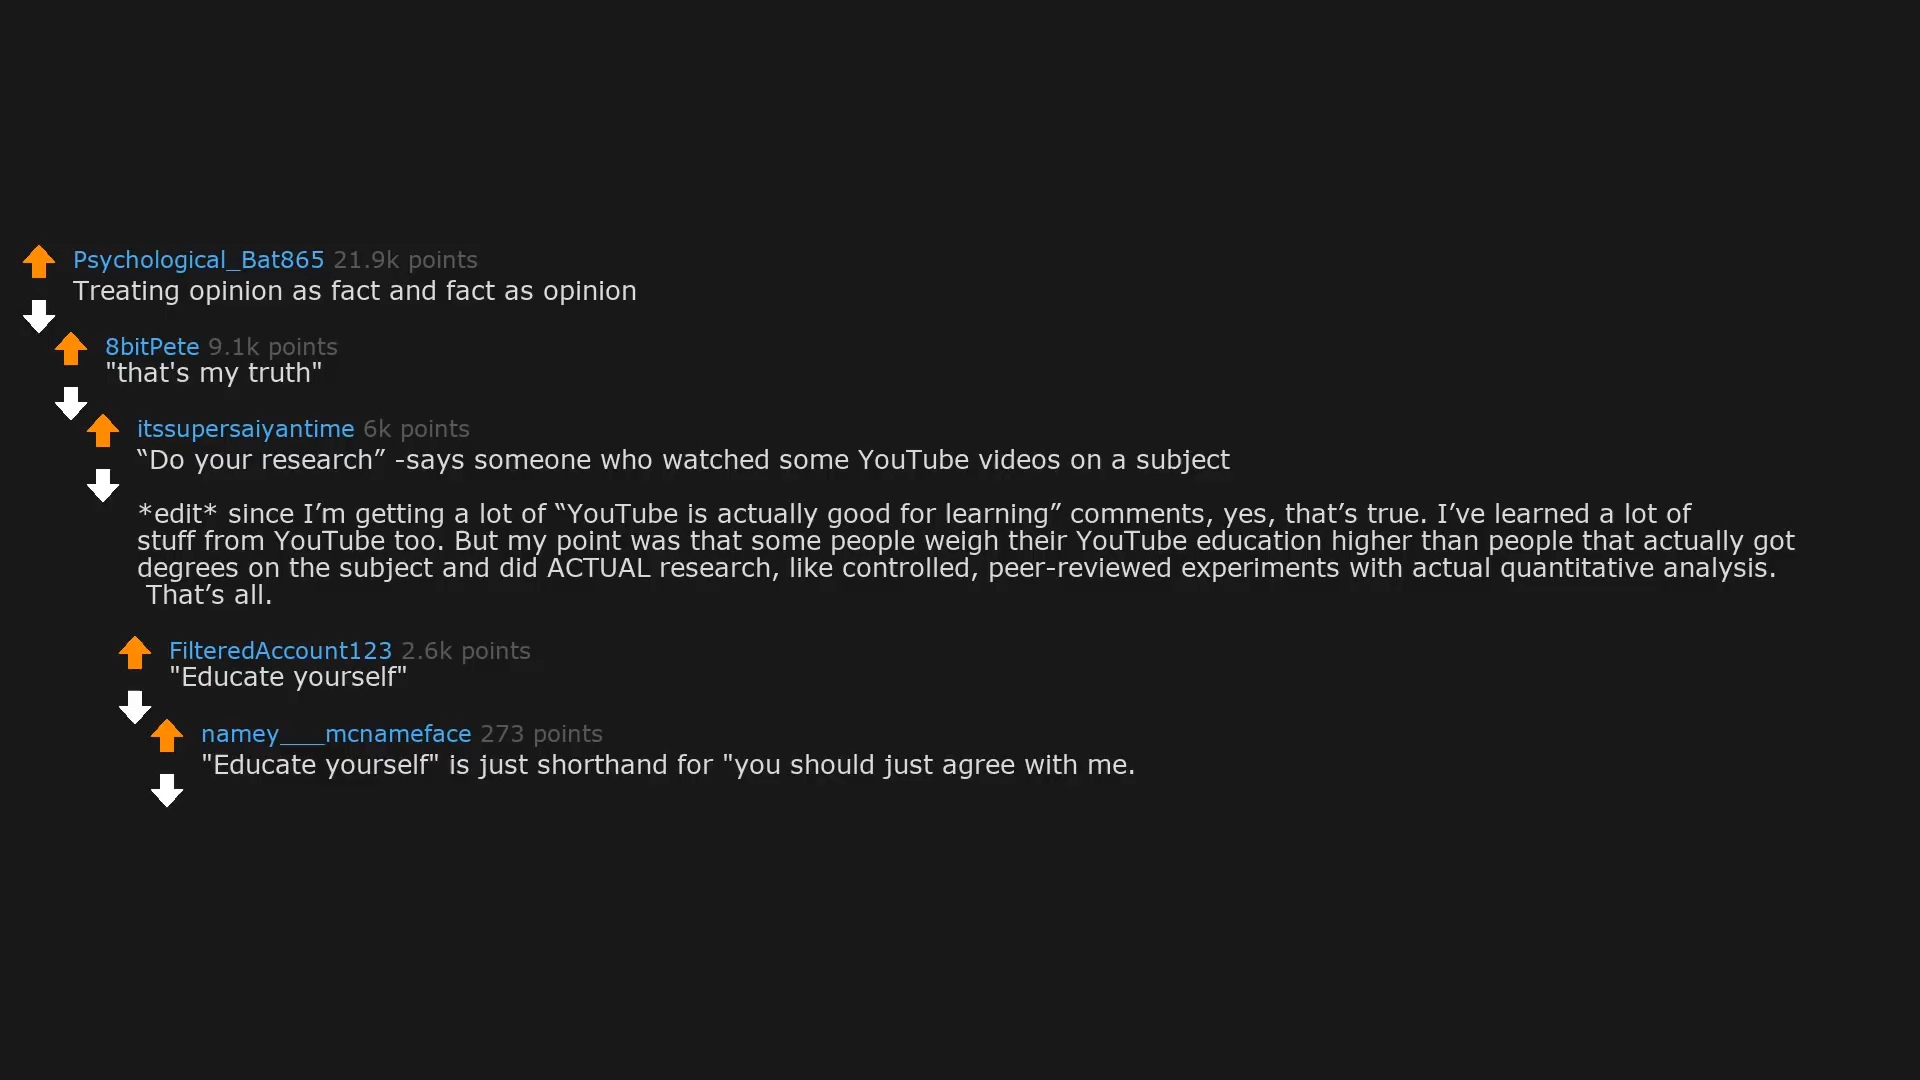 Psychological_Bat865 21.9k points
Treating opinion as fact and fact as opinion
8bitPete 9.1k points
"that's my truth"
itssupersaiyantime 6k points
“Do your research” -says someone who watched some YouTube videos on a subject
*edit* since I’m getting a lot of “YouTube is actually good for learning” comments, yes, that’s true. I’ve learned a lot of
stuff from YouTube too. But my point was that some people weigh their YouTube education higher than people that actually got
degrees on the subject and did ACTUAL research, like controlled, peer-reviewed experiments with actual quantitative analysis.
That’s all.
FilteredAccount123 2.6k points
"Educate yourself"
namey___mcnameface 273 points
"Educate yourself" is just shorthand for "you should just agree with me.